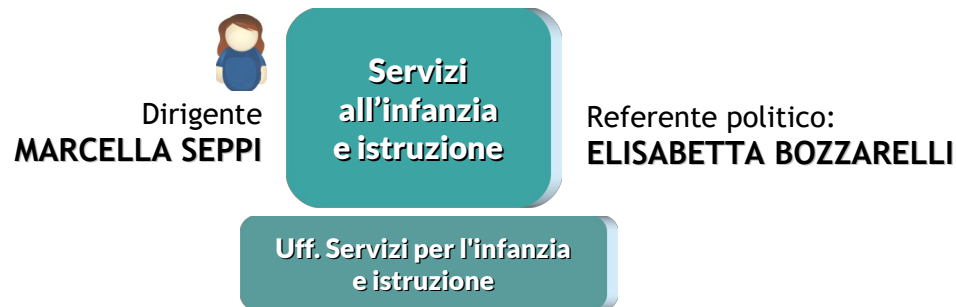 Dirigente
MARCELLA SEPPI
Servizi
all'infanzia
e istruzione
Referente politico:
ELISABETTA BOZZARELLI
Uff. Servizi per l'infanzia
e istruzione